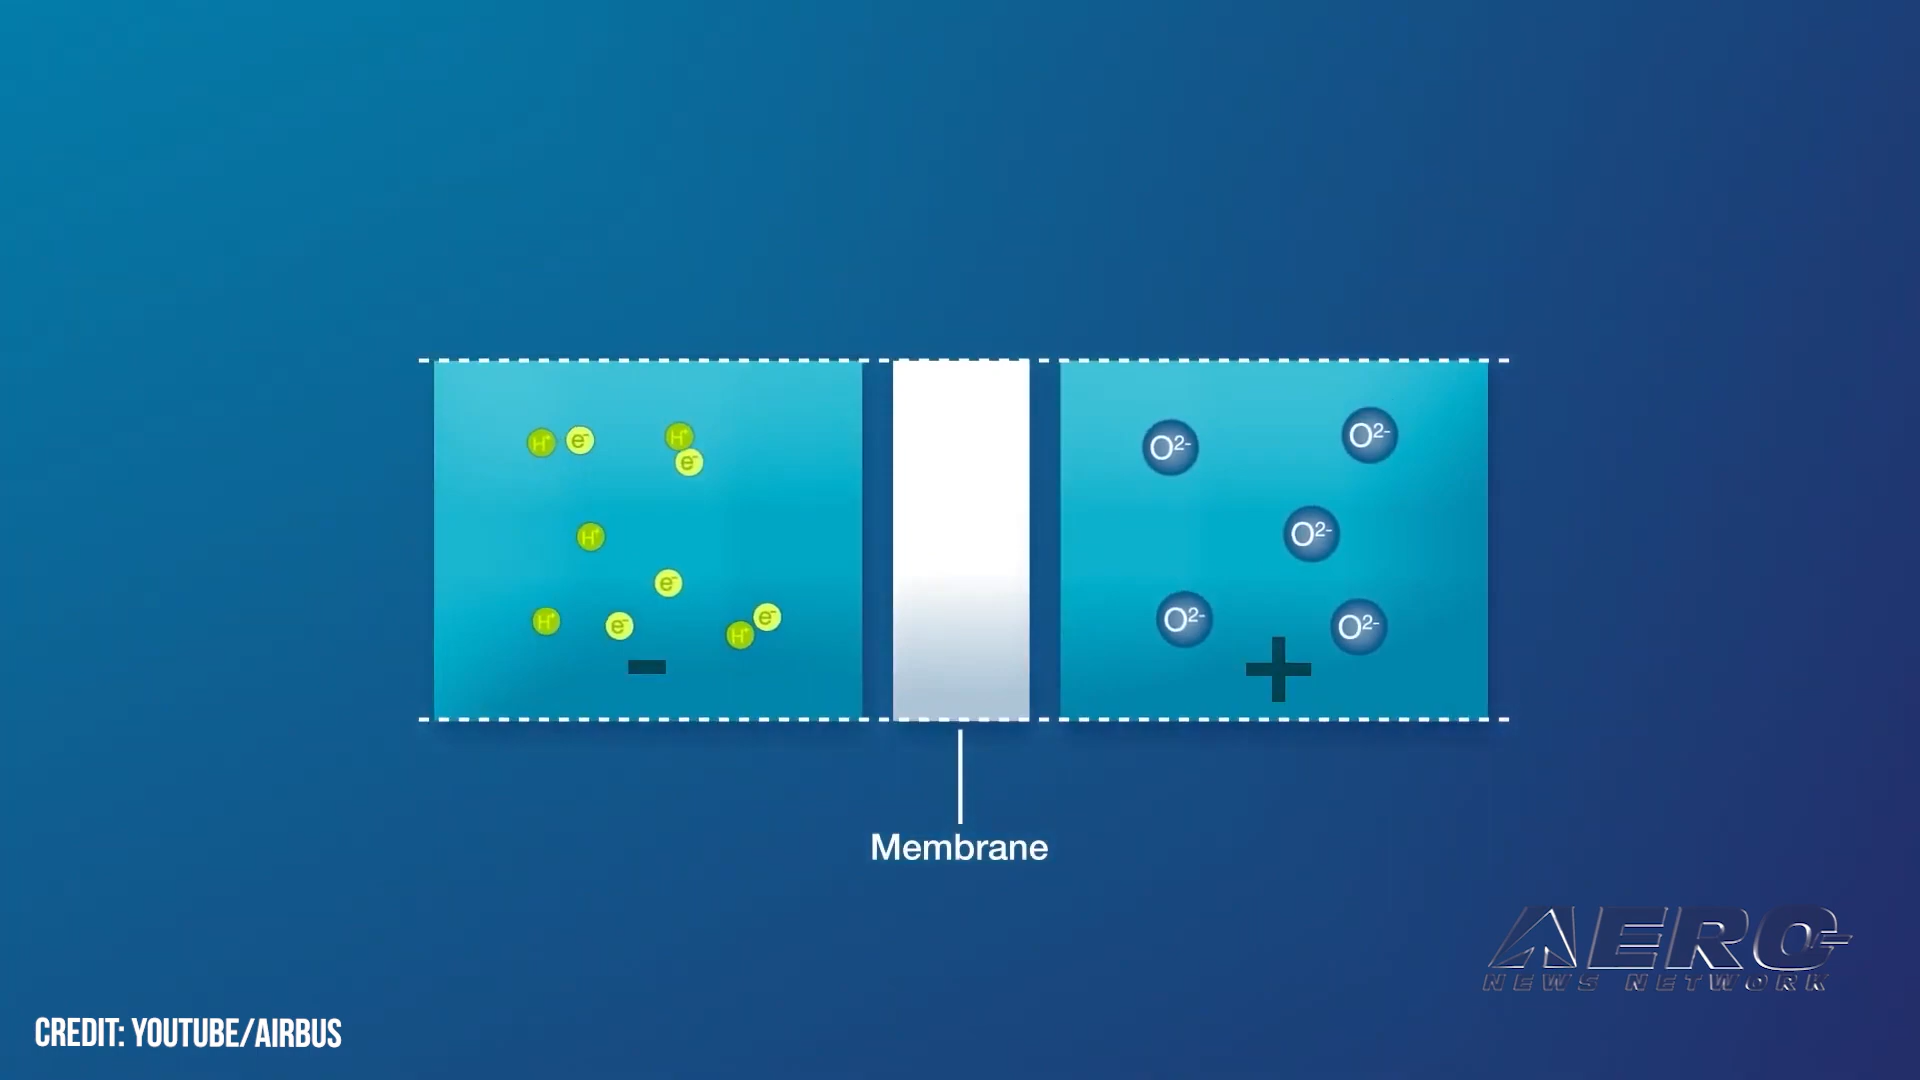 H⁺ e⁻ H⁺ e⁻
O²⁻ O²⁻
H⁺
O²⁻
e⁻
H⁺ e⁻ H⁺ e⁻
O²⁻ O²⁻
-
+
Membrane
AERO
NEWS NETWORK
CREDIT: YOUTUBE/AIRBUS